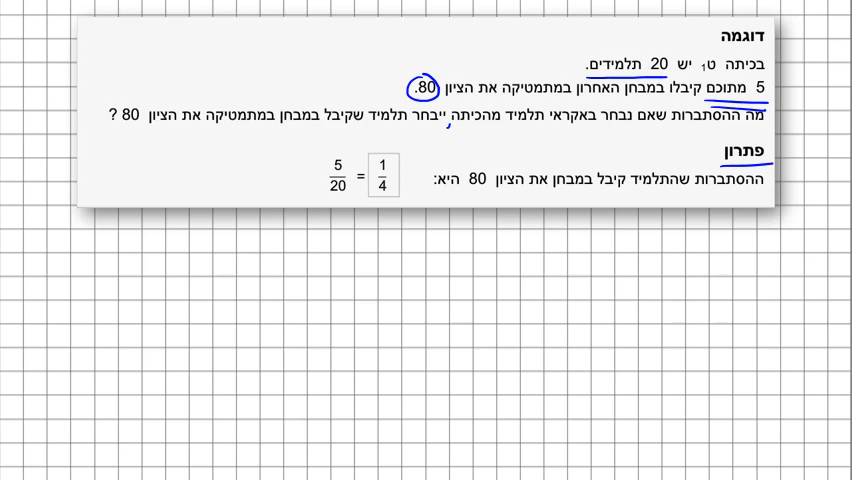 דוגמה
בכיתה ט1 יש 20 תלמידים.
5 מתוכם קיבלו במבחן האחרון במתמטיקה את הציון 80.
מה ההסתברות שאם נבחר באקראי תלמיד מהכיתה, ייבחר תלמיד שקיבל במבחן במתמטיקה את הציון 80 ?
פתרון
ההסתברות שהתלמיד קיבל במבחן את הציון 80 היא: 5/20 = 1/4